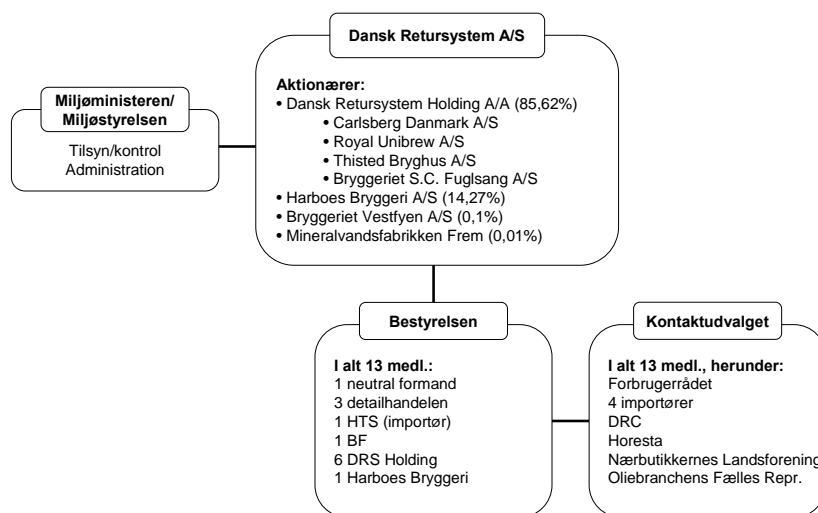 Dansk Retursystem A/S
Aktionærer:
• Dansk Retursystem Holding A/A (85,62%)
• Carlsberg Danmark A/S
• Royal Unibrew A/S
• Thisted Bryghus A/S
• Bryggeriet S.C. Fuglsang A/S
• Harboes Bryggeri A/S (14,27%)
• Bryggeriet Vestfyen A/S (0,1%)
• Mineralvandsfabrikken Frem (0,01%)
Miljøministeren/
Miljøstyrelsen
Tilsyn/kontrol
Administration
Bestyrelsen
I alt 13 medl.:
1 neutral formand
3 detailhandelen
1 HTS (importør)
1 BF
6 DRS Holding
1 Harboes Bryggeri
Kontaktudvalget
I alt 13 medl., herunder:
Forbrugerrådet
4 importører
DRC
Horesta
Nærbutikkernes Landsforening
Oliebranchens Fælles Repr.